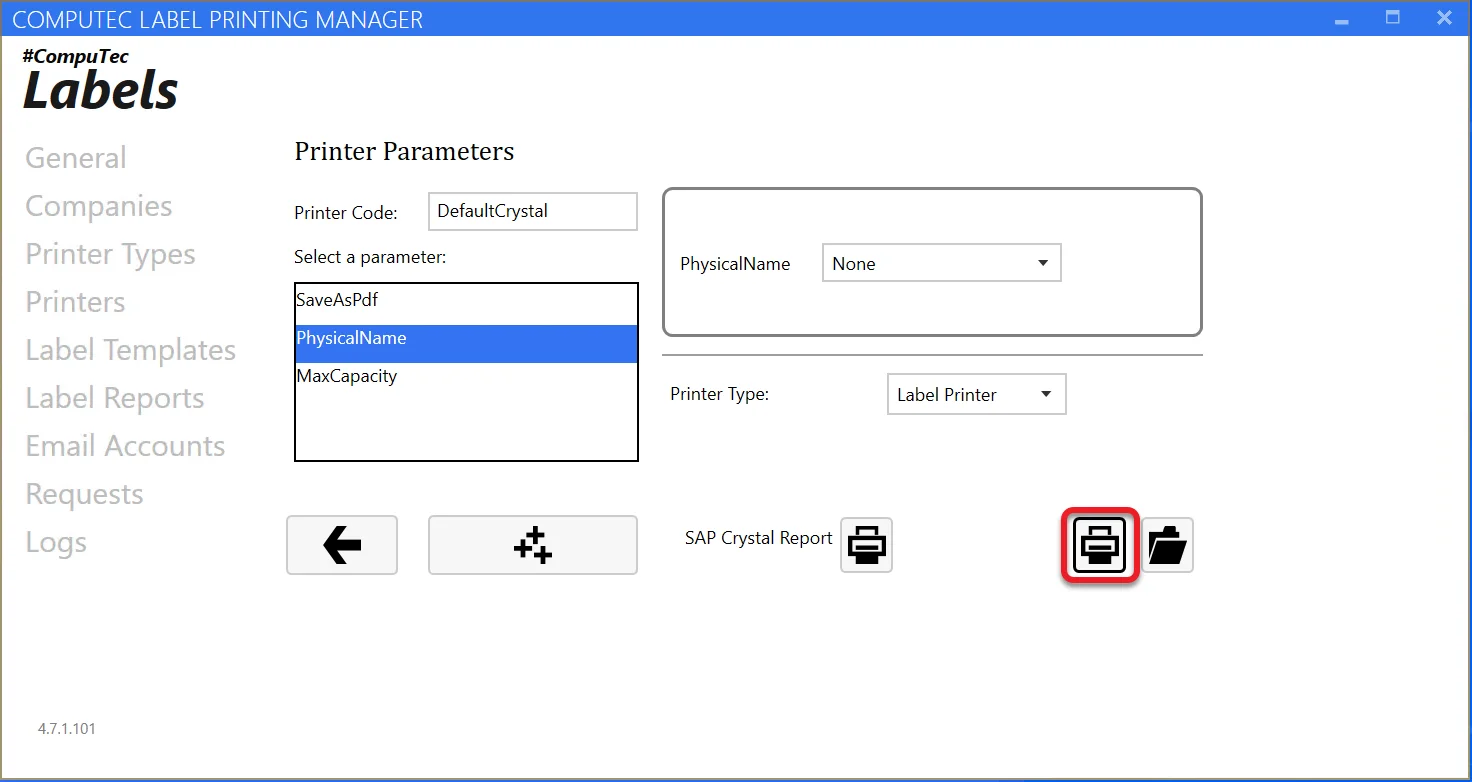 COMPUTEC LABEL PRINTING MANAGER
#CompuTec
Labels
General
Companies
Printer Types
Printers
Label Templates
Label Reports
Email Accounts
Requests
Logs
Printer Parameters
Printer Code: DefaultCrystal
Select a parameter:
SaveAsPdf
PhysicalName
MaxCapacity
PhysicalName None
Printer Type: Label Printer
SAP Crystal Report
4.7.1.101